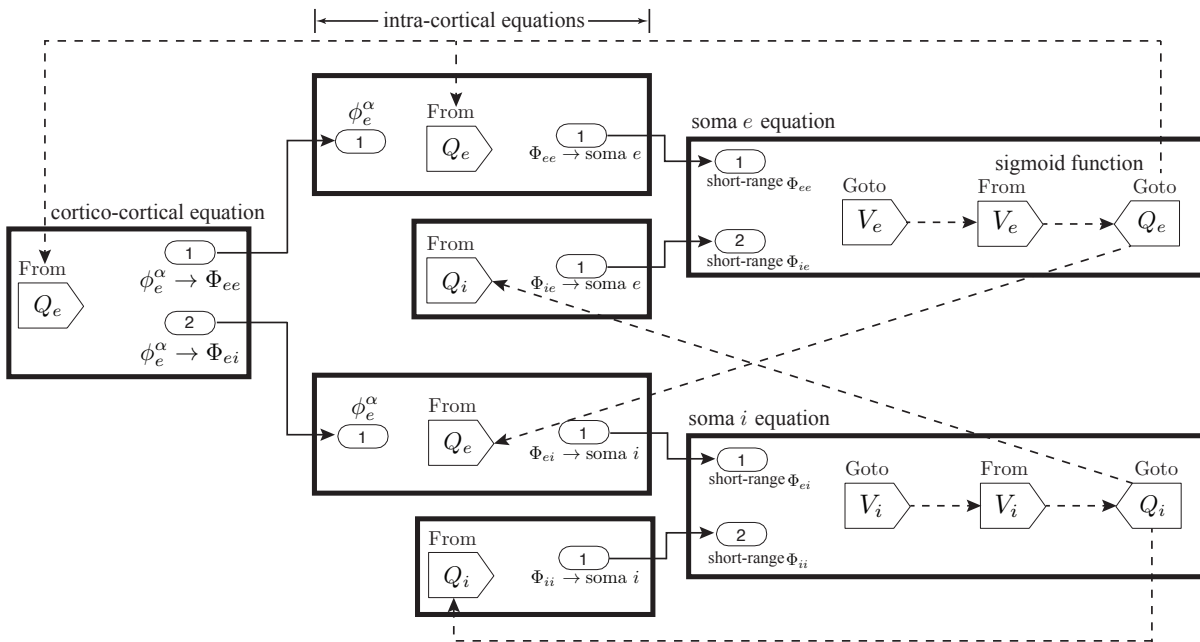 intra-cortical equations
ϕ_e^α
1
From
Q_e
1
Φ_ee → soma e
soma e equation
1
short-range Φ_ee
sigmoid function
Goto
V_e
From
V_e
Goto
Q_e
2
short-range Φ_ie
cortico-cortical equation
From
Q_e
1
ϕ_e^α → Φ_ee
2
ϕ_e^α → Φ_ei
From
Q_i
1
Φ_ie → soma e
ϕ_e^α
1
From
Q_e
1
Φ_ei → soma i
soma i equation
1
short-range Φ_ei
Goto
V_i
From
V_i
Goto
Q_i
2
short-range Φ_ii
From
Q_i
1
Φ_ii → soma i